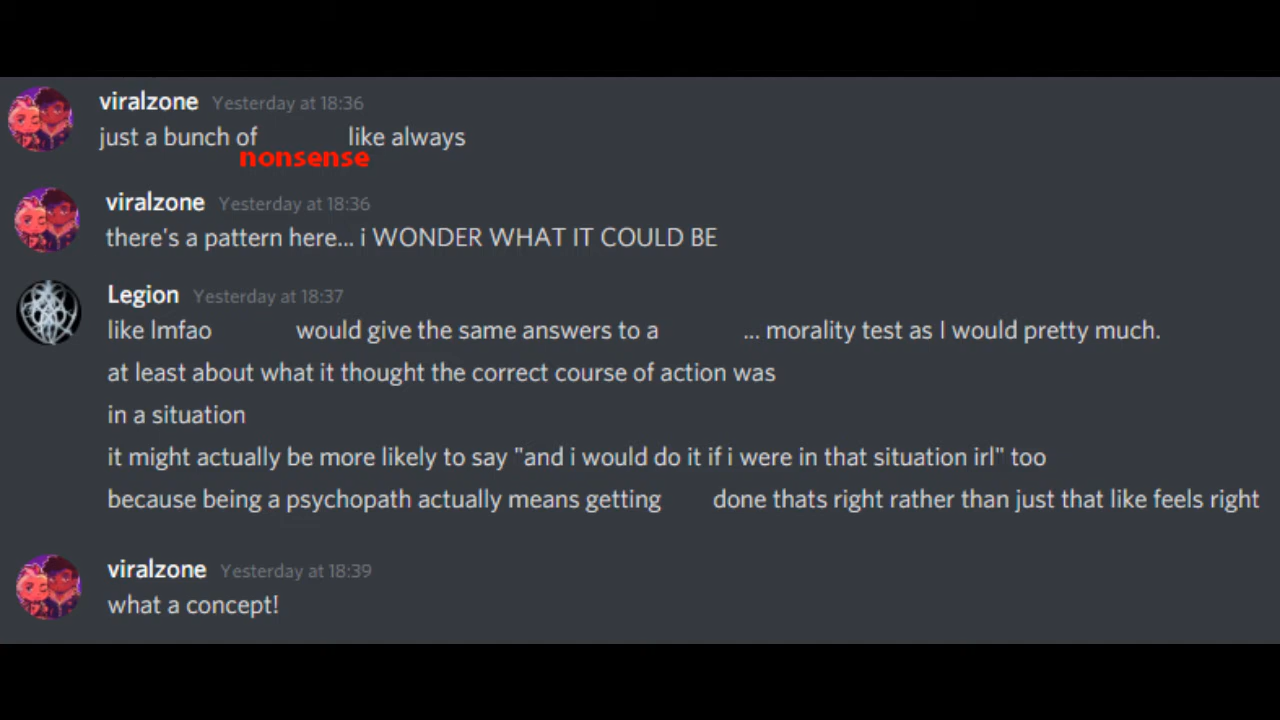 viralzone Yesterday at 18:36
just a bunch of like always
nonsense
viralzone Yesterday at 18:36
there's a pattern here... i WONDER WHAT IT COULD BE
Legion Yesterday at 18:37
like lmfao would give the same answers to a ... morality test as I would pretty much.
at least about what it thought the correct course of action was
in a situation
it might actually be more likely to say "and i would do it if i were in that situation irl" too
because being a psychopath actually means getting done thats right rather than just that like feels right
viralzone Yesterday at 18:39
what a concept!